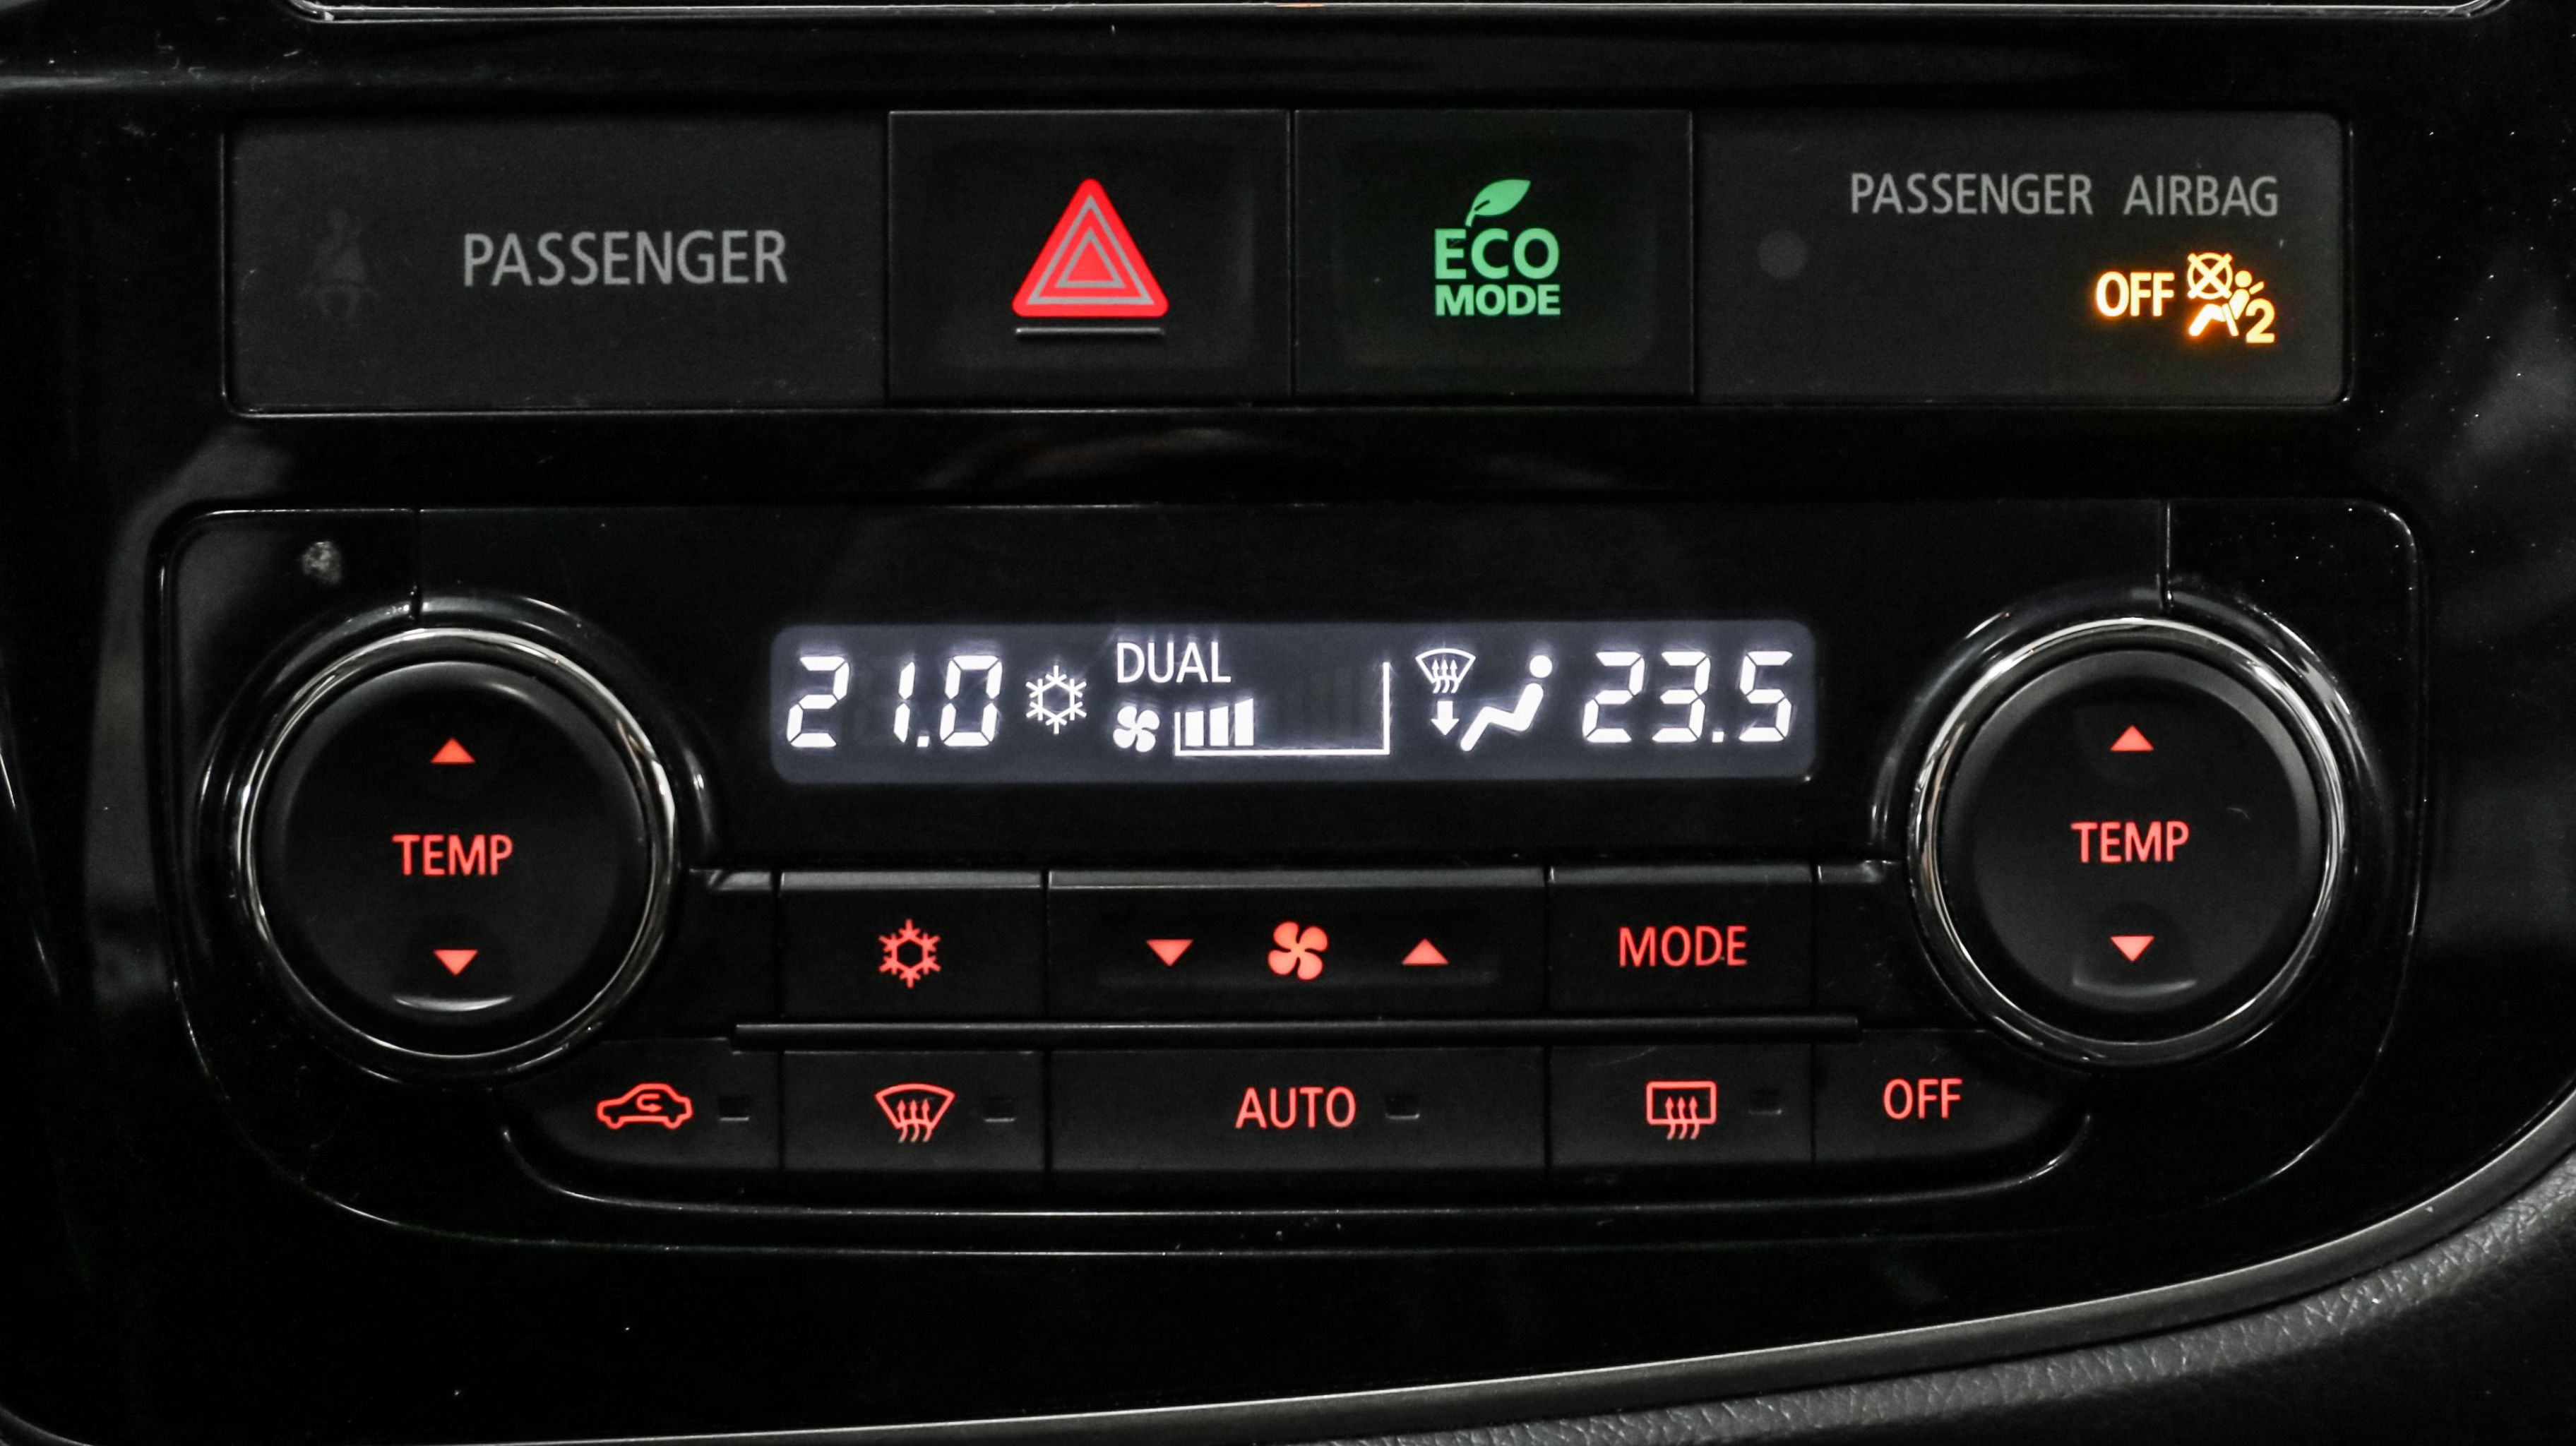 PASSENGER
ECO
MODE
PASSENGER AIRBAG
OFF 2
21.0 DUAL 23.5
TEMP
TEMP
MODE
AUTO
OFF